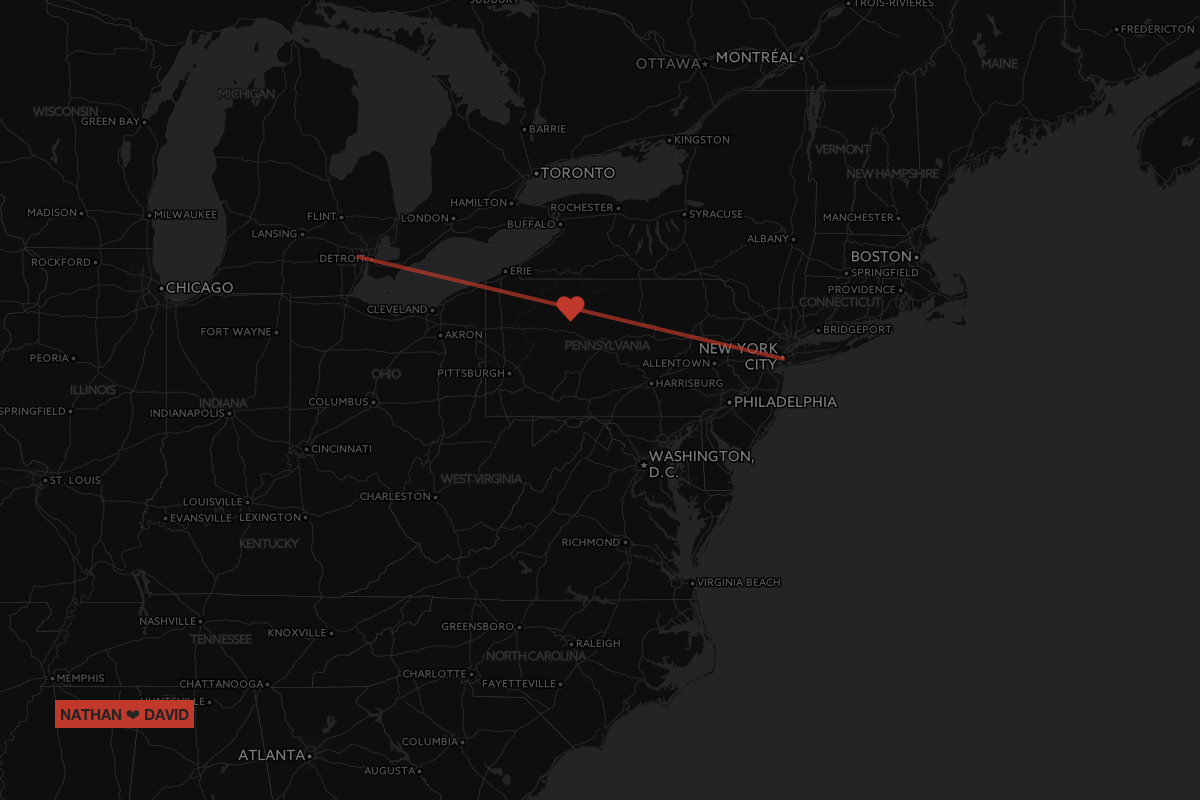 SUDBURY
TROIS-RIVIÈRES
FREDERICTON
OTTAWA
MONTRÉAL
MAINE
MICHIGAN
WISCONSIN
GREEN BAY
BARRIE
KINGSTON
VERMONT
NEW HAMPSHIRE
TORONTO
MADISON
MILWAUKEE
FLINT
LONDON
HAMILTON
BUFFALO
ROCHESTER
SYRACUSE
MANCHESTER
LANSING
ALBANY
ROCKFORD
DETROIT
ERIE
BOSTON
SPRINGFIELD
CHICAGO
PROVIDENCE
CONNECTICUT
CLEVELAND
FORT WAYNE
AKRON
PENNSYLVANIA
NEW YORK
CITY
BRIDGEPORT
PEORIA
ALLENTOWN
OHIO
PITTSBURGH
HARRISBURG
ILLINOIS
INDIANA
COLUMBUS
PHILADELPHIA
SPRINGFIELD
INDIANAPOLIS
CINCINNATI
WASHINGTON,
D.C.
ST. LOUIS
WEST VIRGINIA
CHARLESTON
LOUISVILLE
EVANSVILLE
LEXINGTON
KENTUCKY
RICHMOND
VIRGINIA BEACH
NASHVILLE
TENNESSEE
KNOXVILLE
GREENSBORO
RALEIGH
NORTH CAROLINA
MEMPHIS
CHATTANOOGA
CHARLOTTE
FAYETTEVILLE
HUNTSVILLE
NATHAN ❤ DAVID
ATLANTA
COLUMBIA
AUGUSTA